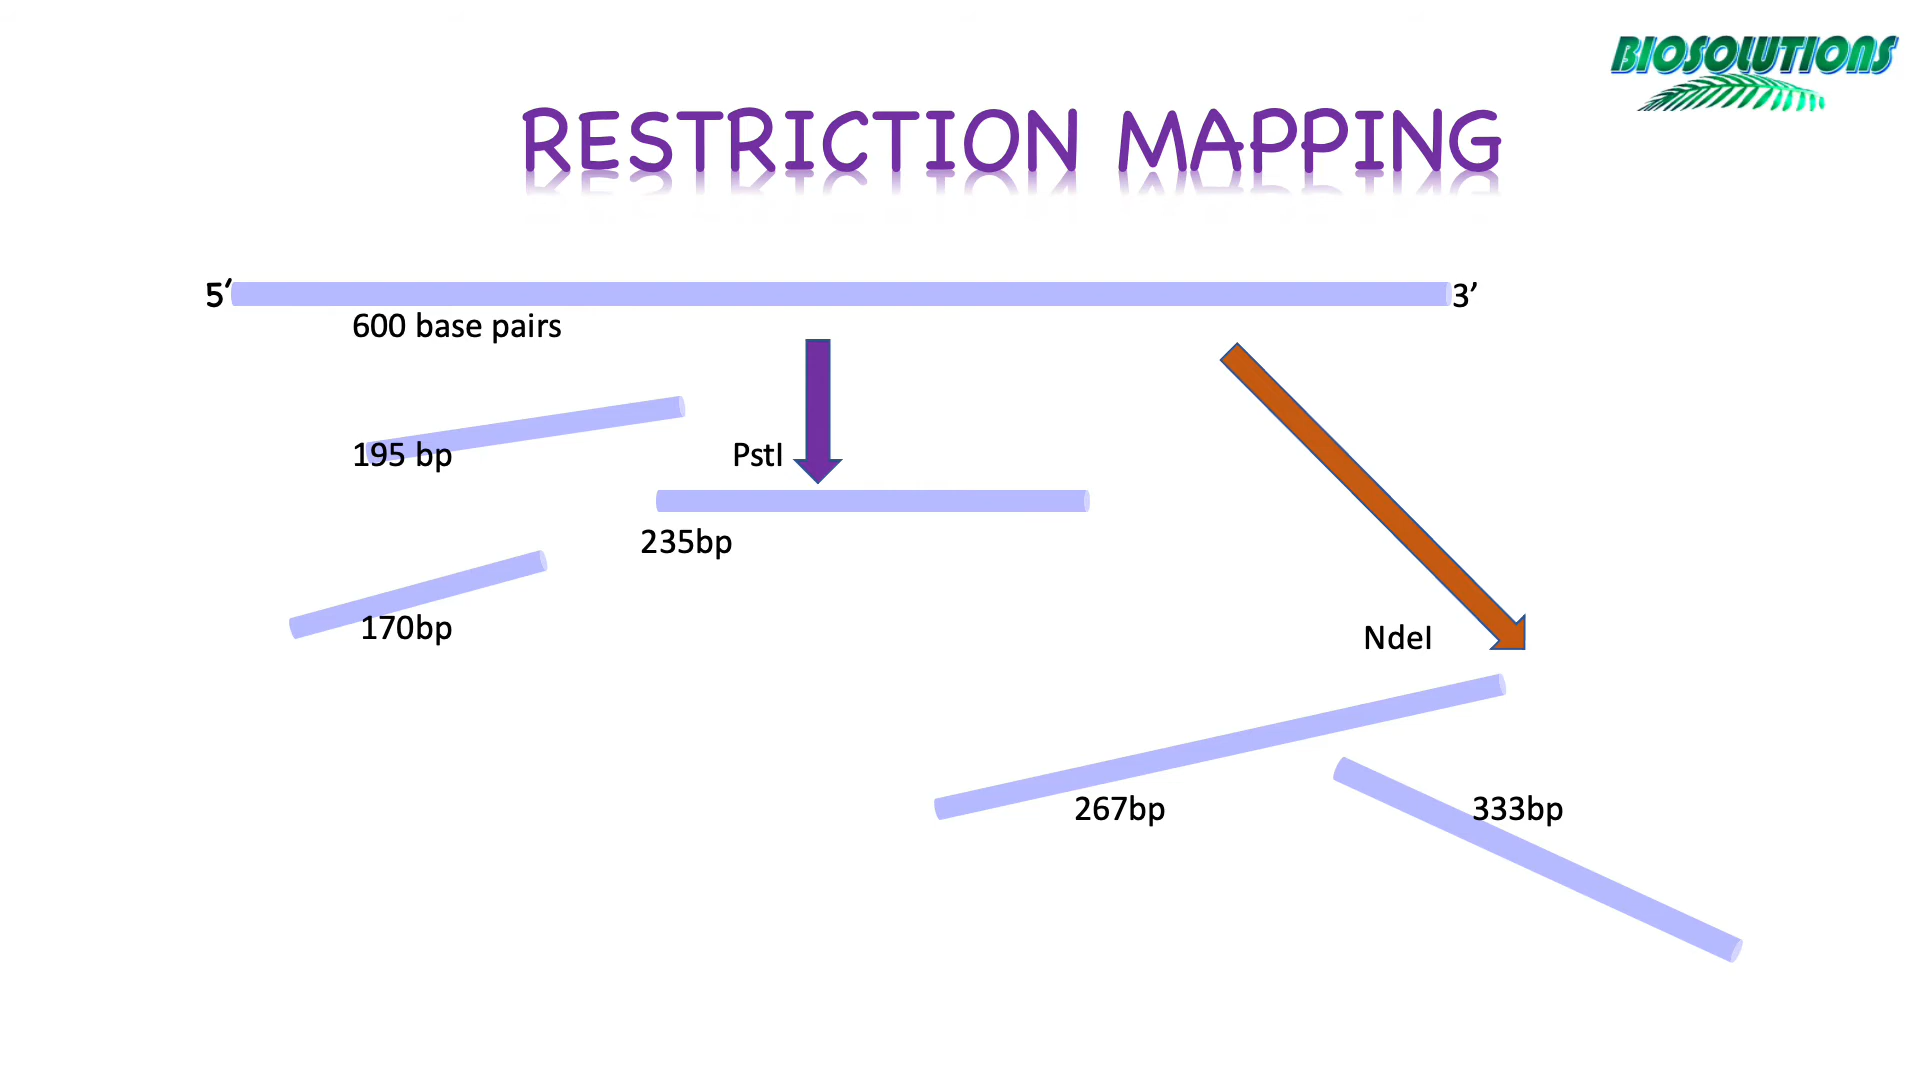 BIOSOLUTIONS
RESTRICTION MAPPING
5′ 3’
600 base pairs
195 bp
PstI
235bp
170bp
NdeI
267bp
333bp